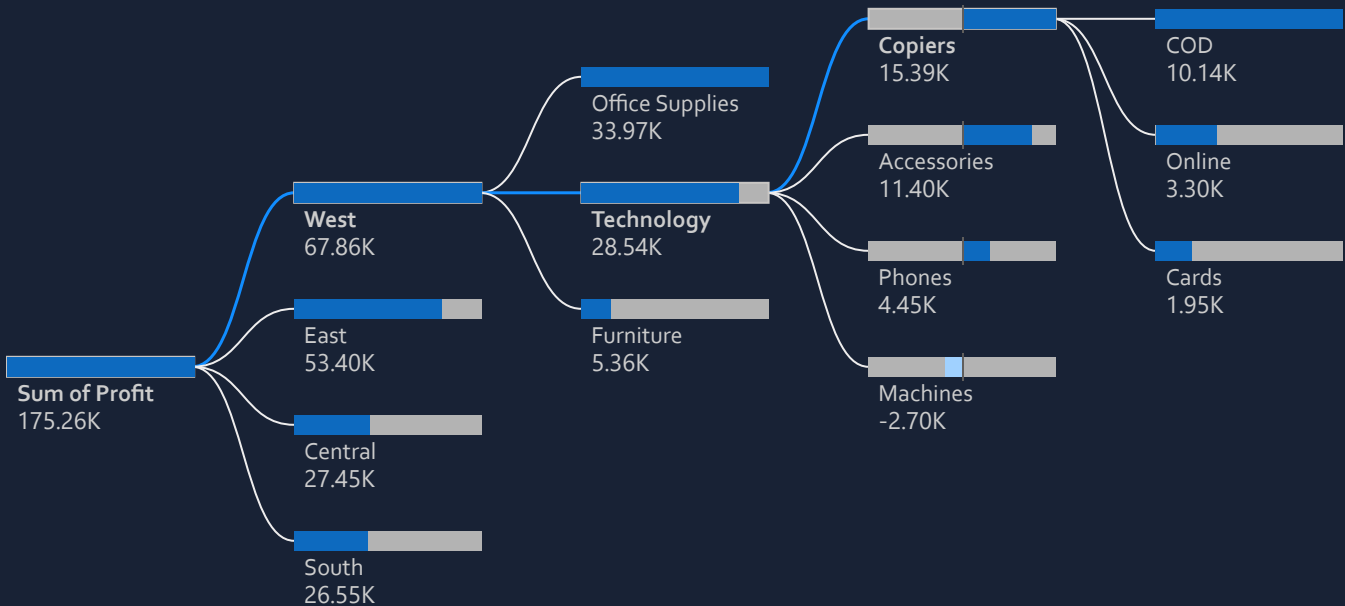 Sum of Profit
175.26K
West
67.86K
East
53.40K
Central
27.45K
South
26.55K
Office Supplies
33.97K
Technology
28.54K
Furniture
5.36K
Copiers
15.39K
Accessories
11.40K
Phones
4.45K
Machines
-2.70K
COD
10.14K
Online
3.30K
Cards
1.95K